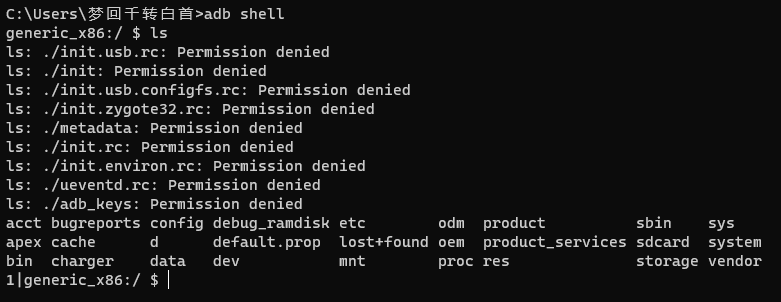 C:\Users\梦回千转白首>adb shell
generic_x86:/ $ ls
ls: ./init.usb.rc: Permission denied
ls: ./init: Permission denied
ls: ./init.usb.configfs.rc: Permission denied
ls: ./init.zygote32.rc: Permission denied
ls: ./metadata: Permission denied
ls: ./init.rc: Permission denied
ls: ./init.environ.rc: Permission denied
ls: ./ueventd.rc: Permission denied
ls: ./adb_keys: Permission denied
acct bugreports config debug_ramdisk etc        odm  product          sbin    sys
apex cache      d      default.prop  lost+found oem  product_services sdcard  system
bin  charger    data   dev           mnt        proc res              storage vendor
1|generic_x86:/ $